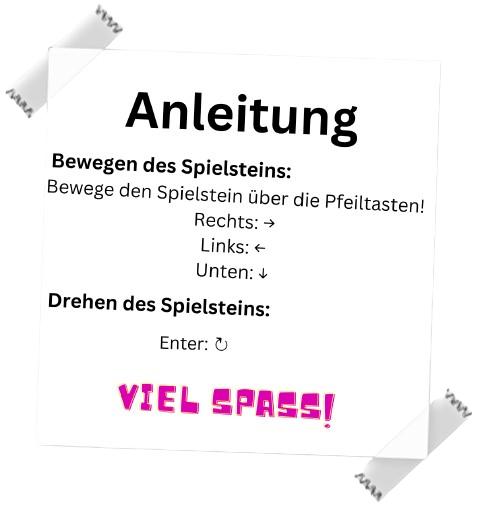 Anleitung
Bewegen des Spielsteins:
Bewege den Spielstein über die Pfeiltasten!
Rechts: →
Links: ←
Unten: ↓
Drehen des Spielsteins:
Enter: ↻
VIEL SPASS!